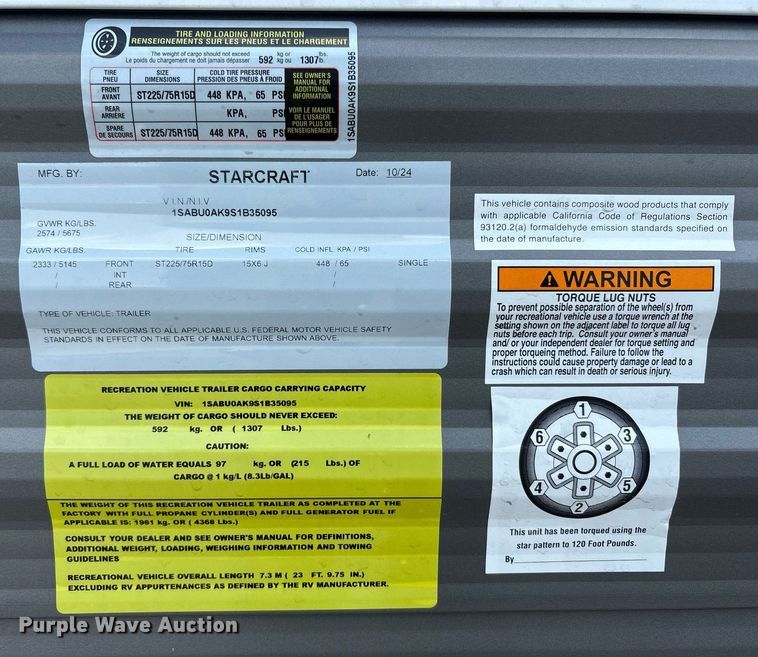 TIRE AND LOADING INFORMATION
RENSEIGNEMENTS SUR LES PNEUS ET LE CHARGEMENT
The weight of cargo should not exceed 592 kg or 1307 lbs.
Le poids du chargement ne doit jamais dépasser kg ou lb.
TIRE PNEU SIZE DIMENSIONS COLD TIRE PRESSURE PRESSION DES PNEUS À FROID
FRONT AVANT ST225/75R15D 448 KPA, 65 PSI
REAR ARRIÈRE KPA, PSI
SPARE DE SECOURS ST225/75R15D 448 KPA, 65 PSI
SEE OWNER'S
MANUAL FOR
ADDITIONAL
INFORMATION
VOIR LE MANUEL
DE L'USAGER
POUR PLUS DE
RENSEIGNEMENTS
1SABU0AK9S1B35095
MFG. BY: STARCRAFT Date: 10/24
V.I.N./N.I.V
1SABU0AK9S1B35095
GVWR KG/LBS.
2574 / 5675
SIZE/DIMENSION
GAWR KG/LBS. TIRE RIMS COLD INFL. KPA / PSI
2333 / 5145 FRONT ST225/75R15D 15X6 J 448 / 65 SINGLE
/ INT
/ REAR
TYPE OF VEHICLE: TRAILER
THIS VEHICLE CONFORMS TO ALL APPLICABLE U.S. FEDERAL MOTOR VEHICLE SAFETY
STANDARDS IN EFFECT ON THE DATE OF MANUFACTURE SHOWN ABOVE.
RECREATION VEHICLE TRAILER CARGO CARRYING CAPACITY
VIN: 1SABU0AK9S1B35095
THE WEIGHT OF CARGO SHOULD NEVER EXCEED:
592 kg. OR ( 1307 Lbs.)
CAUTION:
A FULL LOAD OF WATER EQUALS 97 kg. OR (215 Lbs.) OF
CARGO @ 1 kg/L (8.3Lb/GAL)
THE WEIGHT OF THIS RECREATION VEHICLE TRAILER AS COMPLETED AT THE
FACTORY WITH FULL PROPANE CYLINDER(S) AND FULL GENERATOR FUEL IF
APPLICABLE IS: 1981 kg. OR ( 4368 Lbs.)
CONSULT YOUR DEALER AND SEE OWNER'S MANUAL FOR DEFINITIONS,
ADDITIONAL WEIGHT, LOADING, WEIGHING INFORMATION AND TOWING
GUIDELINES
RECREATIONAL VEHICLE OVERALL LENGTH 7.3 M ( 23 FT. 9.75 IN.)
EXCLUDING RV APPURTENANCES AS DEFINED BY THE RV MANUFACTURER.
This vehicle contains composite wood products that comply
with applicable California Code of Regulations Section
93120.2(a) formaldehyde emission standards specified on
the date of manufacture.
WARNING
TORQUE LUG NUTS
To prevent possible separation of the wheel(s) from
your recreational vehicle use a torque wrench at the
setting shown on the adjacent label to torque all lug
nuts before each trip. Consult your owner's manual
and/ or your independent dealer for torque setting and
proper torqueing method. Failure to follow the
instructions could cause property damage or lead to a
crash which can result in death or serious injury.
1
6 3
4 5
2
This unit has been torqued using the
star pattern to 120 Foot Pounds.
By
Purple Wave Auction